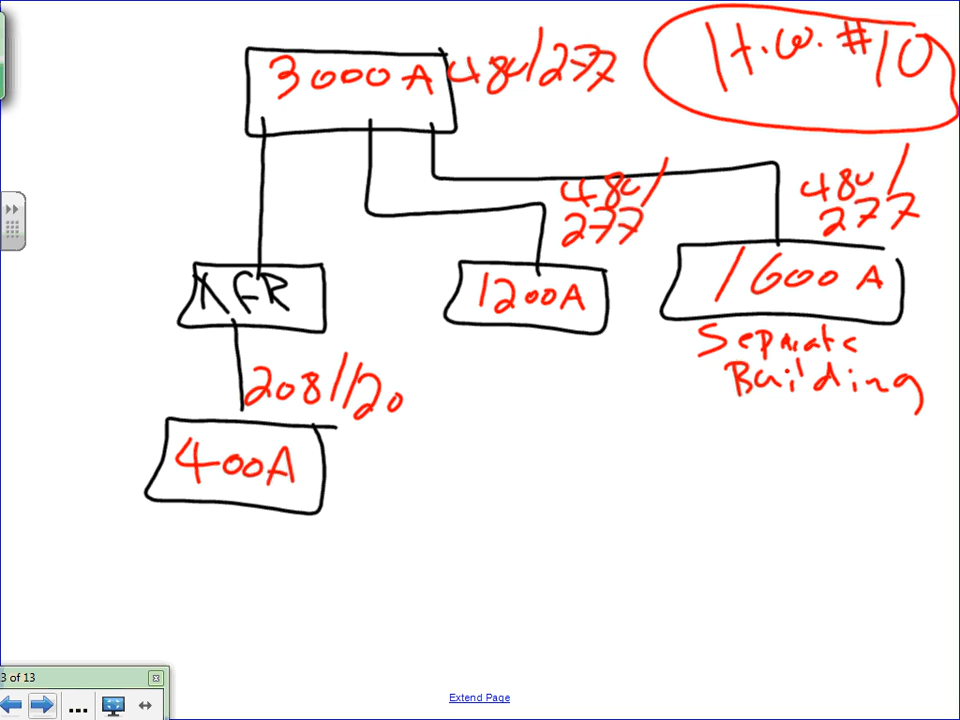 H.W. #10
3000A 480/277
480/
277
480/
277
XFR
1200A
1600A
Separate
Building
208/120
400A
3 of 13
...
Extend Page